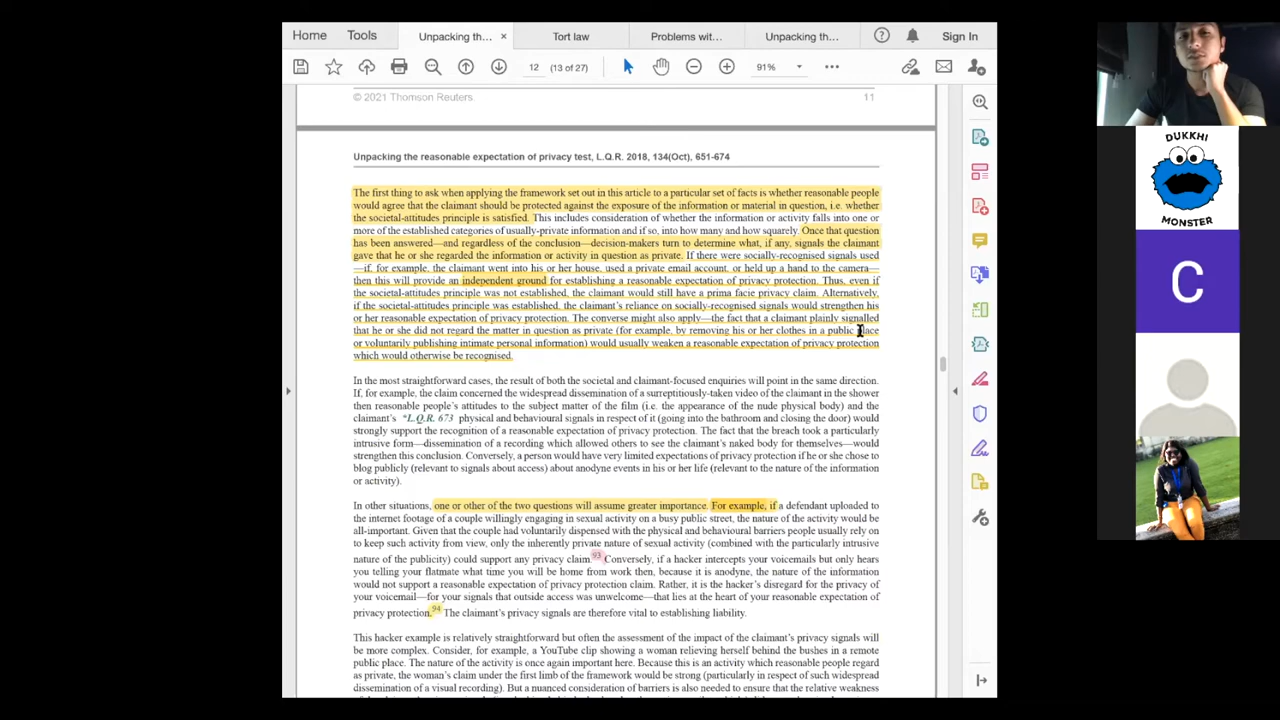 Home
Tools
Unpacking th...
×
Tort law
Problems wit...
Unpacking th...
Sign In
12
(13 of 27)
91%
© 2021 Thomson Reuters.
11
Unpacking the reasonable expectation of privacy test, L.Q.R. 2018, 134(Oct), 651-674
The first thing to ask when applying the framework set out in this article to a particular set of facts is whether reasonable people
would agree that the claimant should be protected against the exposure of the information or material in question, i.e. whether
the societal-attitudes principle is satisfied. This includes consideration of whether the information or activity falls into one or
more of the established categories of usually-private information and if so, into how many and how squarely. Once that question
has been answered—and regardless of the conclusion—decision-makers turn to determine what, if any, signals the claimant
gave that he or she regarded the information or activity in question as private. If there were socially-recognised signals used
—if, for example, the claimant went into his or her house, used a private email account, or held up a hand to the camera—
then this will provide an independent ground for establishing a reasonable expectation of privacy protection. Thus, even if
the societal-attitudes principle was not established, the claimant would still have a prima facie privacy claim. Alternatively,
if the societal-attitudes principle was established, the claimant's reliance on socially-recognised signals would strengthen his
or her reasonable expectation of privacy protection. The converse might also apply—the fact that a claimant plainly signalled
that he or she did not regard the matter in question as private (for example, by removing his or her clothes in a public place
or voluntarily publishing intimate personal information) would usually weaken a reasonable expectation of privacy protection
which would otherwise be recognised.
In the most straightforward cases, the result of both the societal and claimant-focused enquiries will point in the same direction.
If, for example, the claim concerned the widespread dissemination of a surreptitiously-taken video of the claimant in the shower
then reasonable people's attitudes to the subject matter of the film (i.e. the appearance of the nude physical body) and the
claimant's *L.Q.R. 673 physical and behavioural signals in respect of it (going into the bathroom and closing the door) would
strongly support the recognition of a reasonable expectation of privacy protection. The fact that the breach took a particularly
intrusive form—dissemination of a recording which allowed others to see the claimant's naked body for themselves—would
strengthen this conclusion. Conversely, a person would have very limited expectations of privacy protection if he or she chose to
blog publicly (relevant to signals about access) about anodyne events in his or her life (relevant to the nature of the information
or activity).
In other situations, one or other of the two questions will assume greater importance. For example, if a defendant uploaded to
the internet footage of a couple willingly engaging in sexual activity on a busy public street, the nature of the activity would be
all-important. Given that the couple had voluntarily dispensed with the physical and behavioural barriers people usually rely on
to keep such activity from view, only the inherently private nature of sexual activity (combined with the particularly intrusive
nature of the publicity) could support any privacy claim.93 Conversely, if a hacker intercepts your voicemails but only hears
you telling your flatmate what time you will be home from work then, because it is anodyne, the nature of the information
would not support a reasonable expectation of privacy protection claim. Rather, it is the hacker's disregard for the privacy of
your voicemail—for your signals that outside access was unwelcome—that lies at the heart of your reasonable expectation of
privacy protection.94 The claimant's privacy signals are therefore vital to establishing liability.
This hacker example is relatively straightforward but often the assessment of the impact of the claimant's privacy signals will
be more complex. Consider, for example, a YouTube clip showing a woman relieving herself behind the bushes in a remote
public place. The nature of the activity is once again important here. Because this is an activity which reasonable people regard
as private, the woman's claim under the first limb of the framework would be strong (particularly in respect of such widespread
dissemination of a visual recording). But a nuanced consideration of barriers is also needed to ensure that the relative weakness
DUKKHI
MONSTER
C